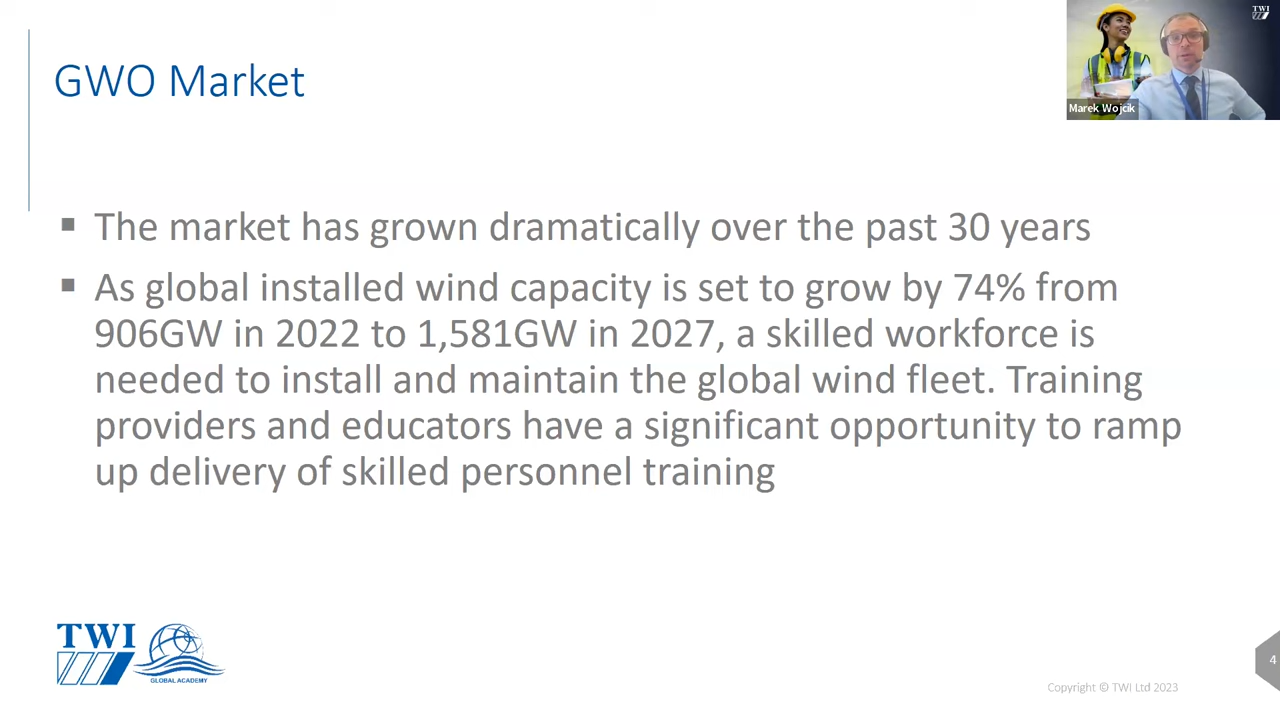 GWO Market
TWI
Marek Wojcik
▪ The market has grown dramatically over the past 30 years
▪ As global installed wind capacity is set to grow by 74% from
906GW in 2022 to 1,581GW in 2027, a skilled workforce is
needed to install and maintain the global wind fleet. Training
providers and educators have a significant opportunity to ramp
up delivery of skilled personnel training
TWI
GLOBAL ACADEMY
Copyright © TWI Ltd 2023
4